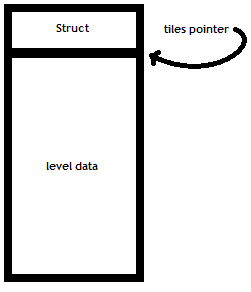 Struct
tiles pointer
level data